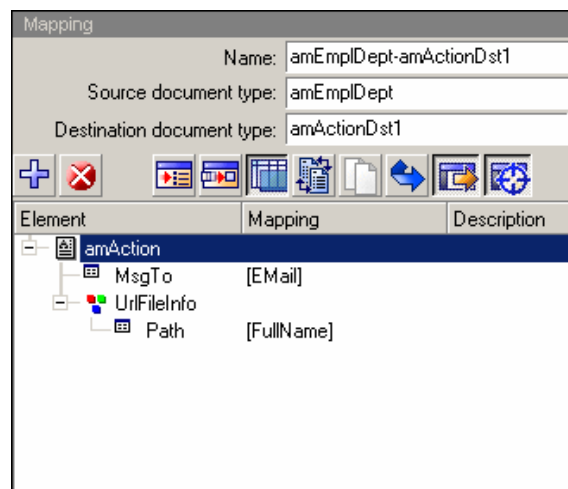 Mapping
Name: amEmplDept-amActionDst1
Source document type: amEmplDept
Destination document type: amActionDst1
Element Mapping Description
amAction
MsgTo [EMail]
UrlFileInfo
Path [FullName]